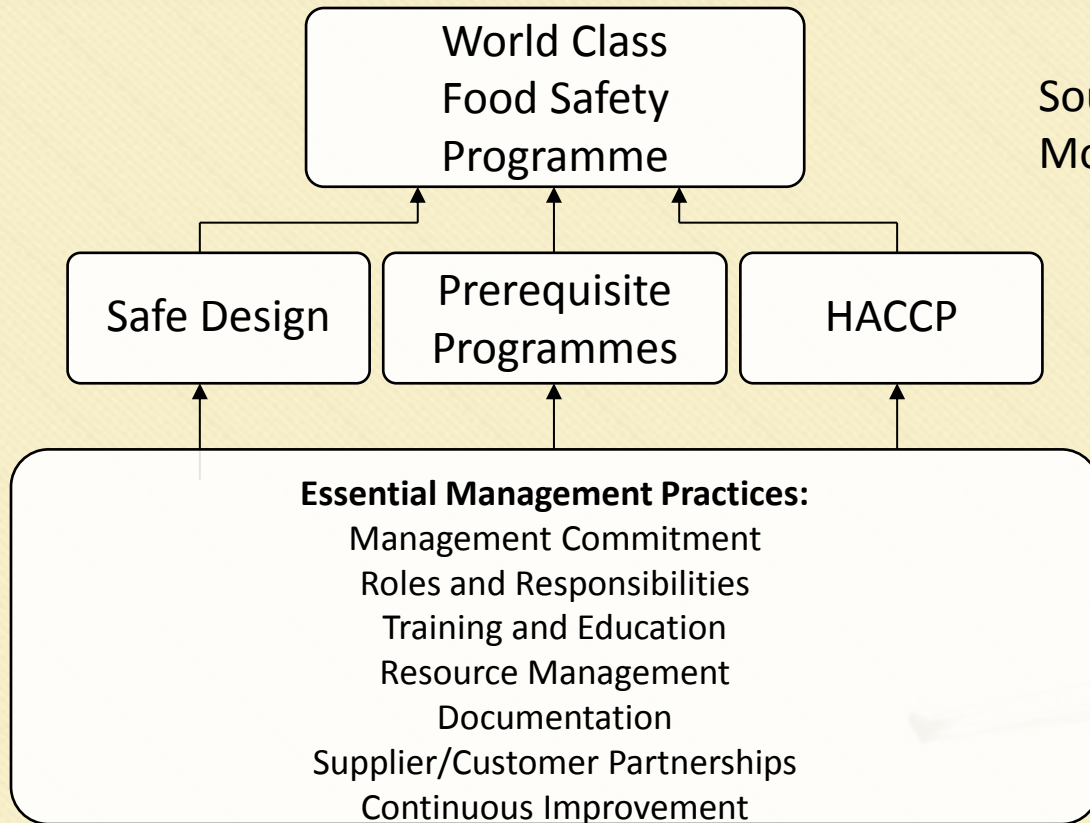 World Class
Food Safety
Programme
Safe Design
Prerequisite
Programmes
HACCP
Essential Management Practices:
Management Commitment
Roles and Responsibilities
Training and Education
Resource Management
Documentation
Supplier/Customer Partnerships
Continuous Improvement